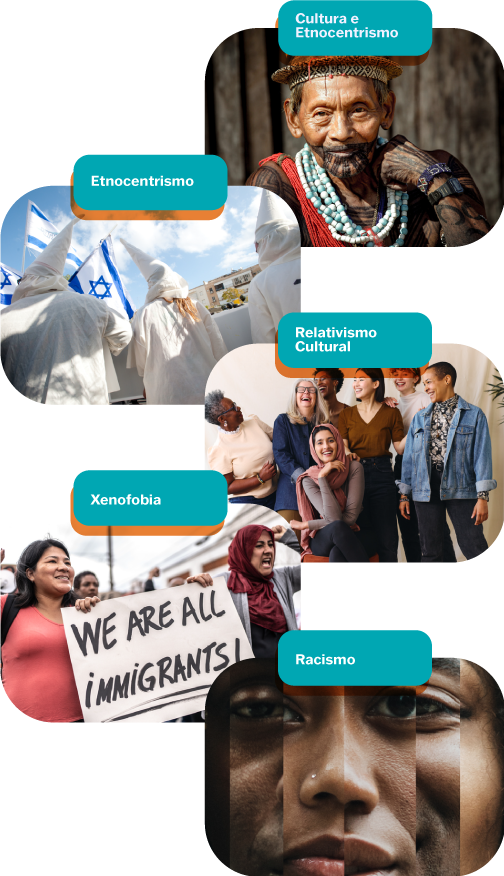 Cultura e
Etnocentrismo
Etnocentrismo
Relativismo
Cultural
Xenofobia
WE ARE ALL
iMMiGRANTS!
Racismo